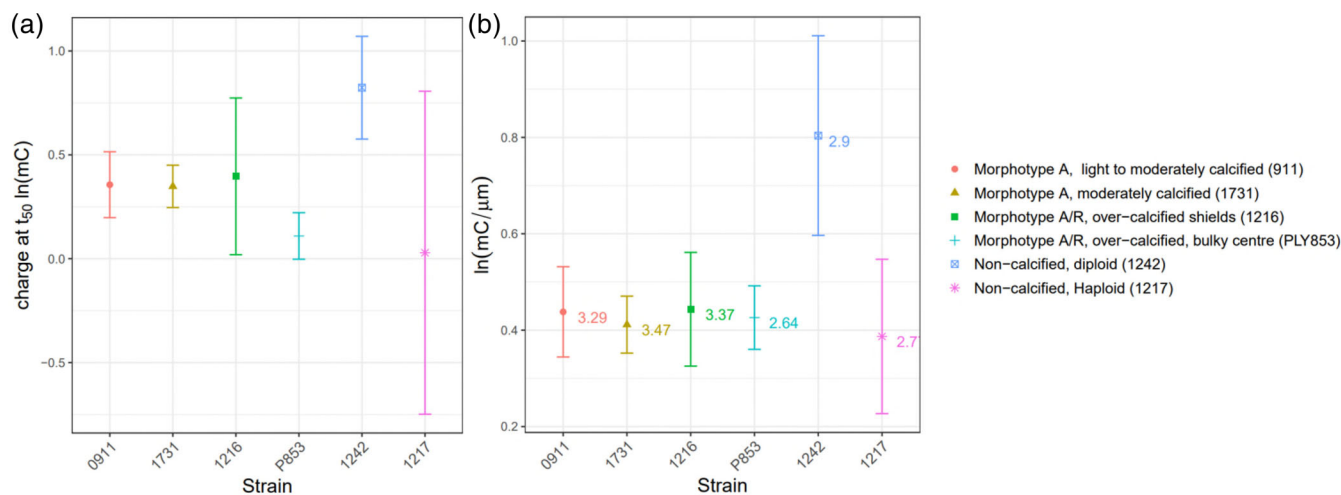 (a)
1.0
0.5
0.0
−0.5
charge at t50 ln(mC)
0911
1731
1216
P853
1242
1217
Strain
(b)
1.0
0.8
0.6
0.4
0.2
ln(mC/μm)
3.29
3.47
3.37
2.64
2.9
2.7
0911
1731
1216
P853
1242
1217
Strain
Morphotype A, light to moderately calcified (911)
Morphotype A, moderately calcified (1731)
Morphotype A/R, over-calcified shields (1216)
Morphotype A/R, over-calcified, bulky centre (PLY853)
Non-calcified, diploid (1242)
Non-calcified, Haploid (1217)